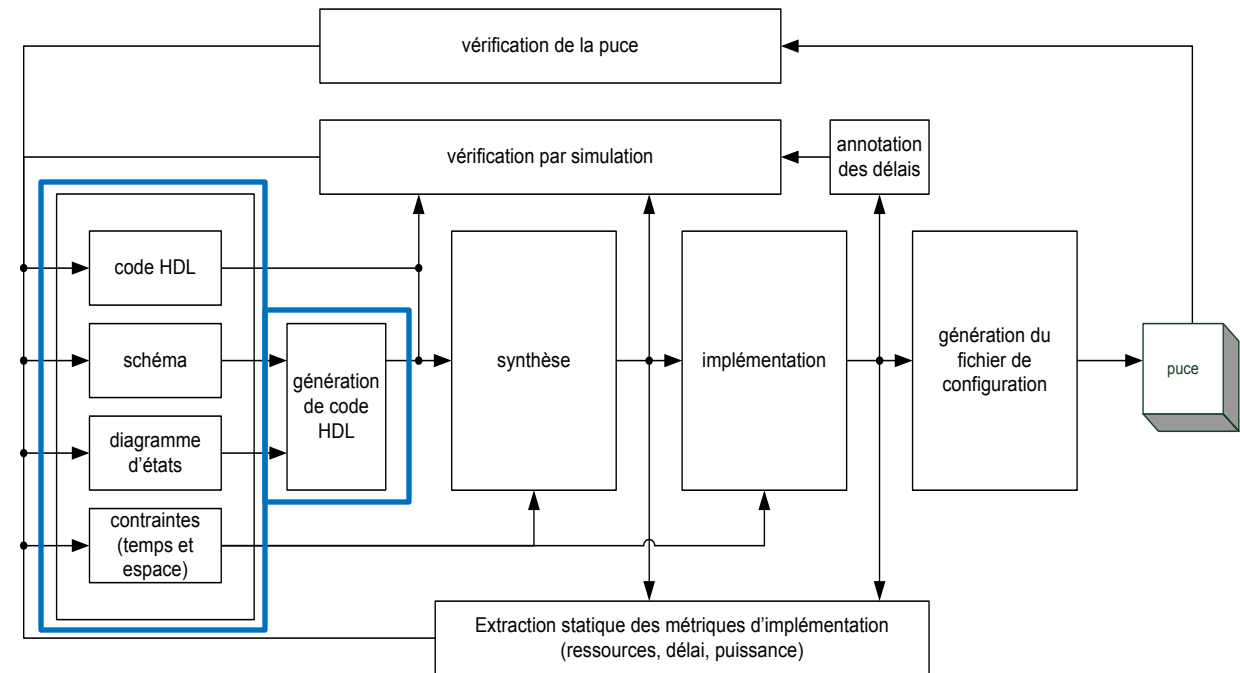 vérification de la puce
vérification par simulation
annotation
des délais
code HDL
schéma
diagramme
d'états
contraintes
(temps et
espace)
génération
de code
HDL
synthèse
implémentation
génération du
fichier de
configuration
puce
Extraction statique des métriques d'implémentation
(ressources, délai, puissance)